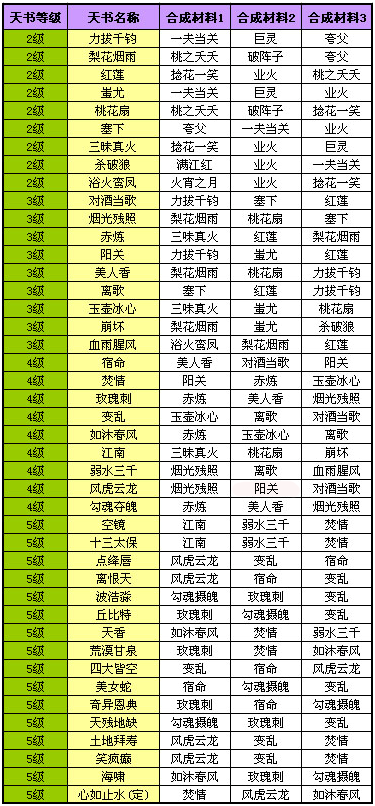 天书等级 天书名称 合成材料1 合成材料2 合成材料3
2级 力拔千钧 一夫当关 巨灵 夸父
2级 梨花烟雨 桃之夭夭 破阵子 夸父
2级 红莲 捻花一笑 业火 桃之夭夭
2级 蚩尤 一夫当关 巨灵 业火
2级 桃花扇 桃之夭夭 破阵子 捻花一笑
2级 塞下 夸父 一夫当关 业火
2级 三昧真火 捻花一笑 业火 巨灵
2级 杀破狼 满江红 业火 一夫当关
2级 浴火鸾凤 火宵之月 业火 捻花一笑
3级 对酒当歌 力拔千钧 塞下 红莲
3级 烟光残照 梨花烟雨 桃花扇 塞下
3级 赤炼 三昧真火 红莲 梨花烟雨
3级 阳关 力拔千钧 蚩尤 红莲
3级 美人香 梨花烟雨 桃花扇 力拔千钧
3级 离歌 塞下 红莲 力拔千钧
3级 玉壶冰心 三昧真火 蚩尤 桃花扇
3级 崩坏 梨花烟雨 蚩尤 杀破狼
3级 血雨腥风 浴火鸾凤 梨花烟雨 红莲
4级 宿命 美人香 对酒当歌 阳关
4级 焚情 阳关 赤炼 玉壶冰心
4级 玫瑰刺 赤炼 美人香 烟光残照
4级 变乱 玉壶冰心 离歌 对酒当歌
4级 如沐春风 赤炼 玉壶冰心 离歌
4级 江南 三昧真火 桃花扇 崩坏
4级 弱水三千 烟光残照 离歌 血雨腥风
4级 风虎云龙 烟光残照 阳关 对酒当歌
4级 勾魂夺魄 赤炼 美人香 烟光残照
5级 空镜 江南 弱水三千 焚情
5级 十三太保 江南 弱水三千 焚情
5级 点绛唇 风虎云龙 变乱 宿命
5级 离恨天 风虎云龙 宿命 变乱
5级 波浩淼 勾魂摄魄 玫瑰刺 变乱
5级 丘比特 玫瑰刺 勾魂摄魄 变乱
5级 天香 如沐春风 焚情 弱水三千
5级 荒漠甘泉 玫瑰刺 焚情 如沐春风
5级 四大皆空 变乱 宿命 风虎云龙
5级 美女蛇 宿命 勾魂摄魄 变乱
5级 奇异恩典 玫瑰刺 宿命 勾魂摄魄
5级 天残地缺 勾魂摄魄 玫瑰刺 变乱
5级 土地拜寿 风虎云龙 变乱 焚情
5级 笑疯癫 风虎云龙 变乱 焚情
5级 海啸 如沐春风 玫瑰刺 勾魂摄魄
5级 心如止水(定) 焚情 风虎云龙 如沐春风